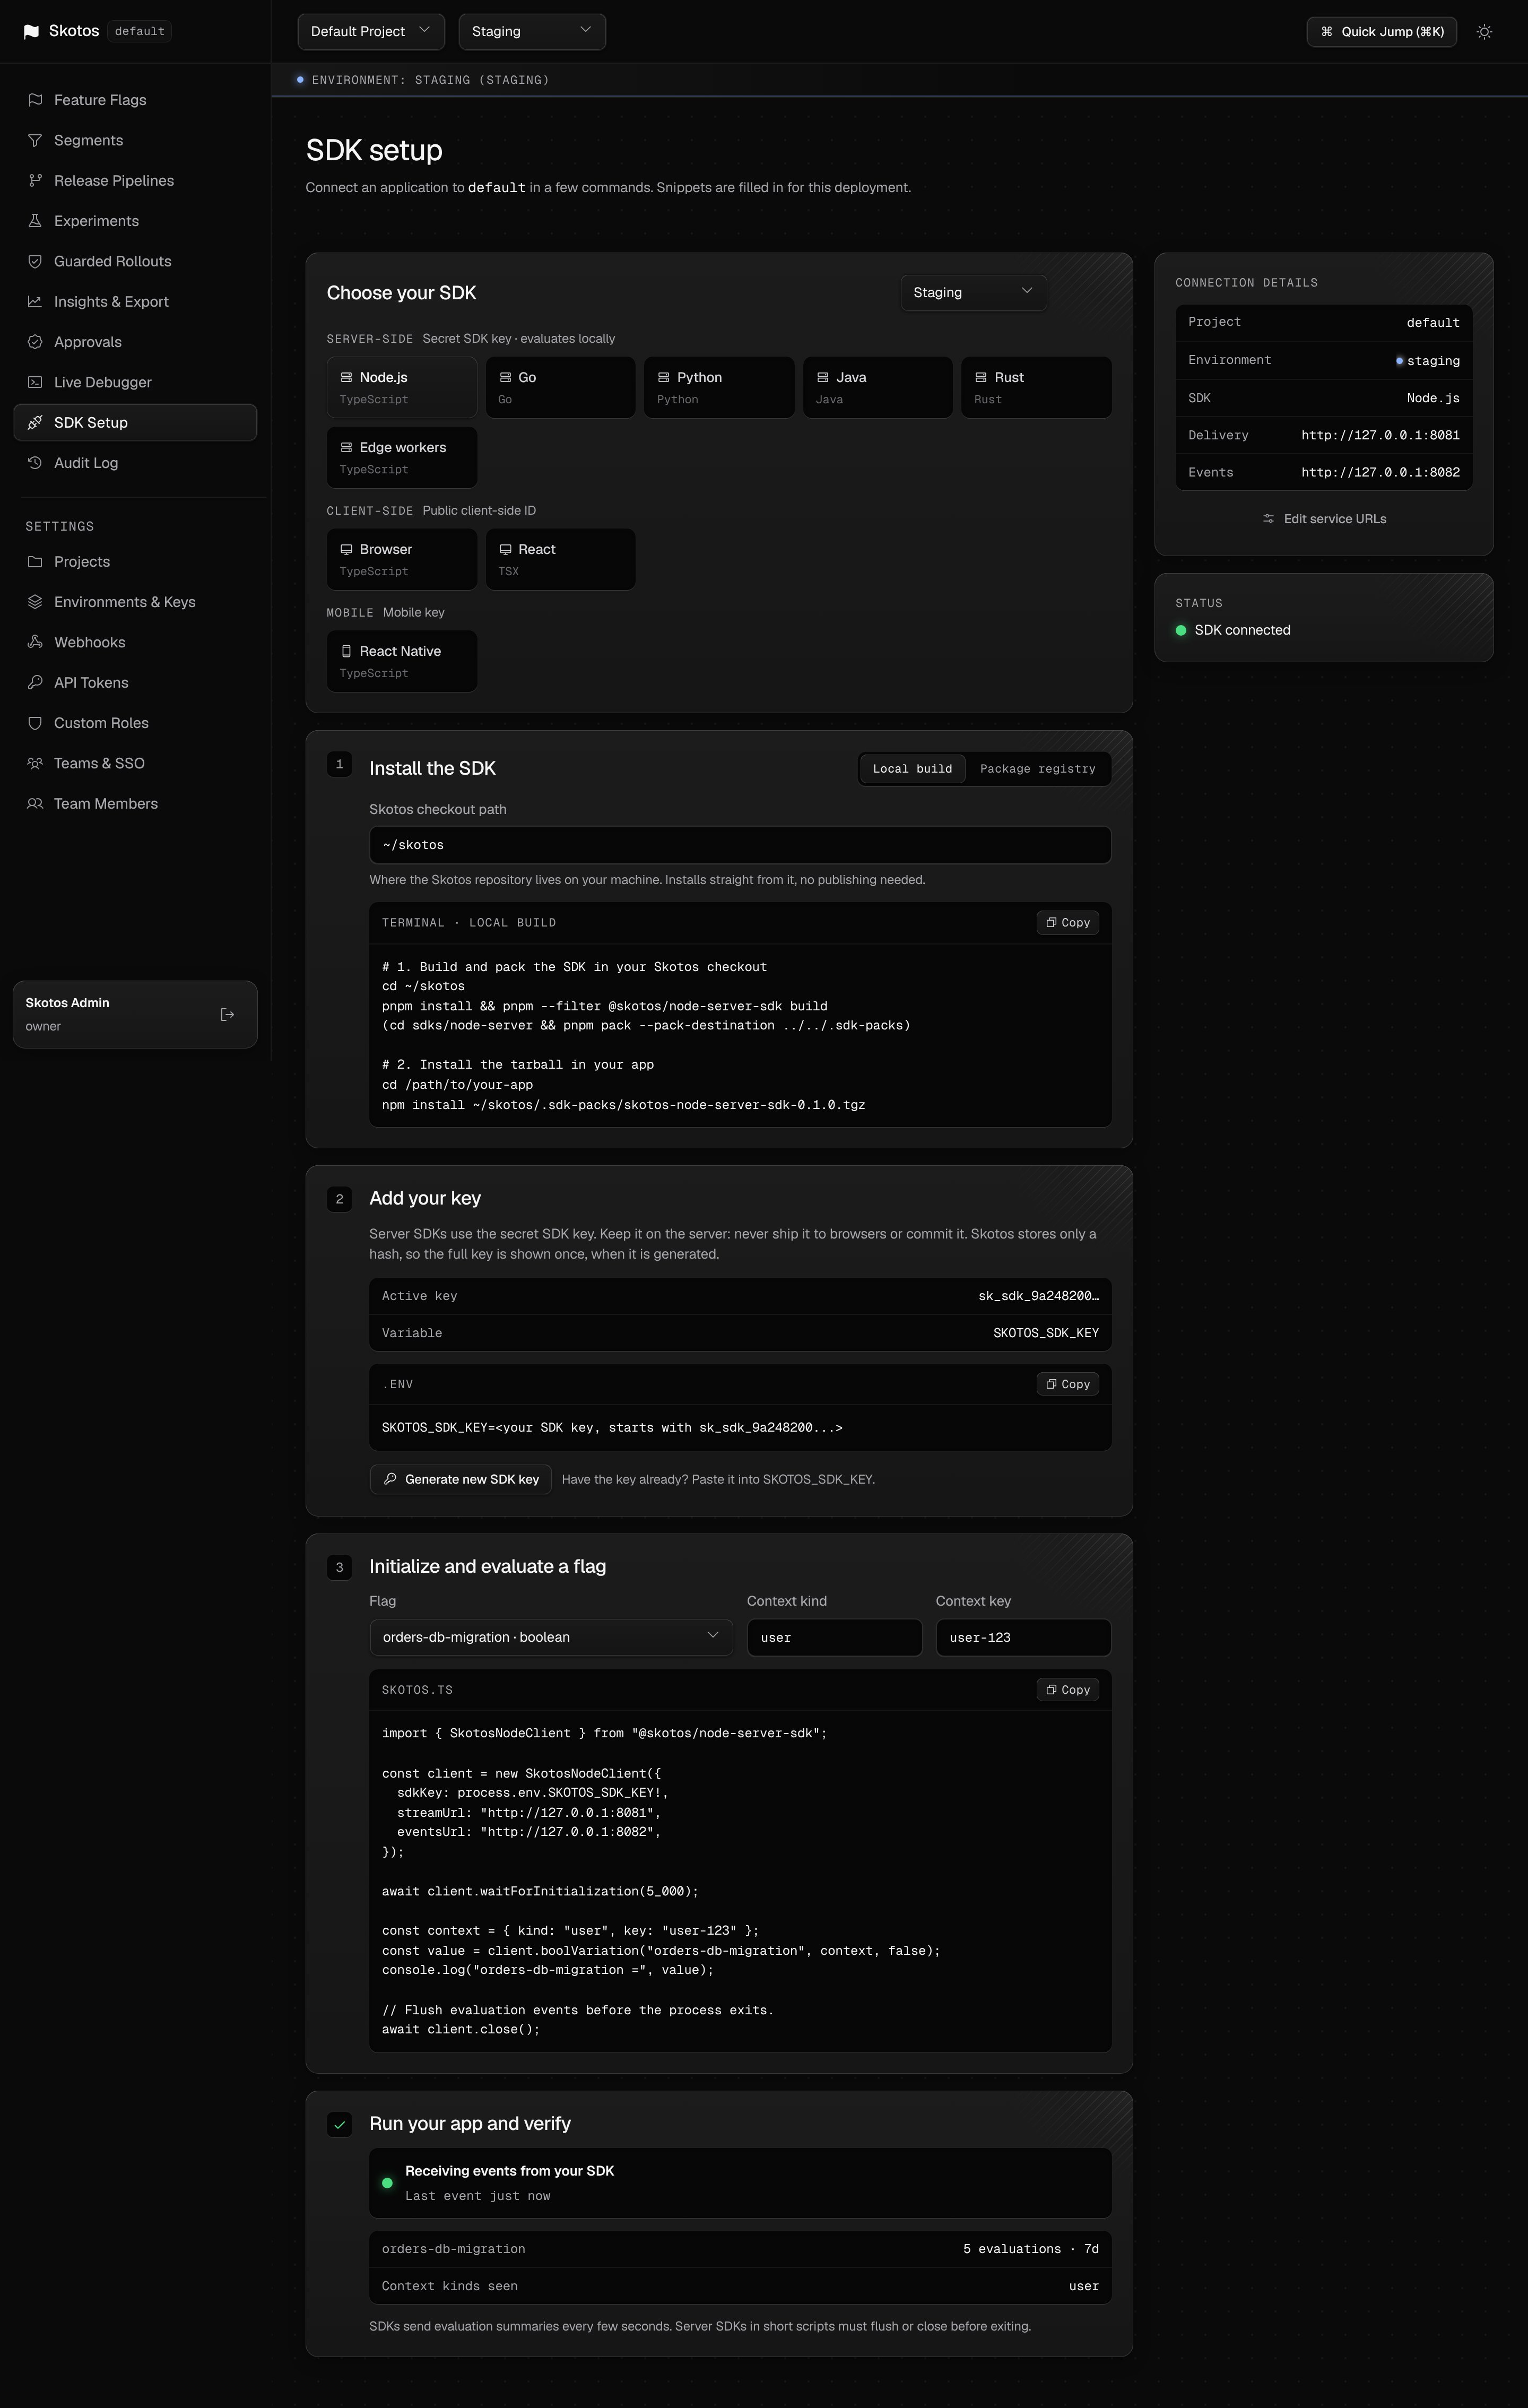 Skotos default
Default Project
Staging
⌘ Quick Jump (⌘K)
Feature Flags
Segments
Release Pipelines
Experiments
Guarded Rollouts
Insights & Export
Approvals
Live Debugger
SDK Setup
Audit Log
SETTINGS
Projects
Environments & Keys
Webhooks
API Tokens
Custom Roles
Teams & SSO
Team Members
Skotos Admin
owner
ENVIRONMENT: STAGING (STAGING)
SDK setup
Connect an application to default in a few commands. Snippets are filled in for this deployment.
Choose your SDK
Staging
SERVER-SIDE Secret SDK key · evaluates locally
Node.js
TypeScript
Go
Go
Python
Python
Java
Java
Rust
Rust
Edge workers
TypeScript
CLIENT-SIDE Public client-side ID
Browser
TypeScript
React
TSX
MOBILE Mobile key
React Native
TypeScript
CONNECTION DETAILS
Project default
Environment staging
SDK Node.js
Delivery http://127.0.0.1:8081
Events http://127.0.0.1:8082
Edit service URLs
STATUS
SDK connected
1 Install the SDK
Local build Package registry
Skotos checkout path
~/skotos
Where the Skotos repository lives on your machine. Installs straight from it, no publishing needed.
TERMINAL · LOCAL BUILD Copy
# 1. Build and pack the SDK in your Skotos checkout
cd ~/skotos
pnpm install && pnpm --filter @skotos/node-server-sdk build
(cd sdks/node-server && pnpm pack --pack-destination ../../.sdk-packs)
# 2. Install the tarball in your app
cd /path/to/your-app
npm install ~/skotos/.sdk-packs/skotos-node-server-sdk-0.1.0.tgz
2 Add your key
Server SDKs use the secret SDK key. Keep it on the server: never ship it to browsers or commit it. Skotos stores only a
hash, so the full key is shown once, when it is generated.
Active key sk_sdk_9a248200…
Variable SKOTOS_SDK_KEY
.ENV Copy
SKOTOS_SDK_KEY=<your SDK key, starts with sk_sdk_9a248200...>
Generate new SDK key Have the key already? Paste it into SKOTOS_SDK_KEY.
3 Initialize and evaluate a flag
Flag Context kind Context key
orders-db-migration · boolean user user-123
SKOTOS.TS Copy
import { SkotosNodeClient } from "@skotos/node-server-sdk";
const client = new SkotosNodeClient({
  sdkKey: process.env.SKOTOS_SDK_KEY!,
  streamUrl: "http://127.0.0.1:8081",
  eventsUrl: "http://127.0.0.1:8082",
});
await client.waitForInitialization(5_000);
const context = { kind: "user", key: "user-123" };
const value = client.boolVariation("orders-db-migration", context, false);
console.log("orders-db-migration =", value);
// Flush evaluation events before the process exits.
await client.close();
Run your app and verify
Receiving events from your SDK
Last event just now
orders-db-migration 5 evaluations · 7d
Context kinds seen user
SDKs send evaluation summaries every few seconds. Server SDKs in short scripts must flush or close before exiting.